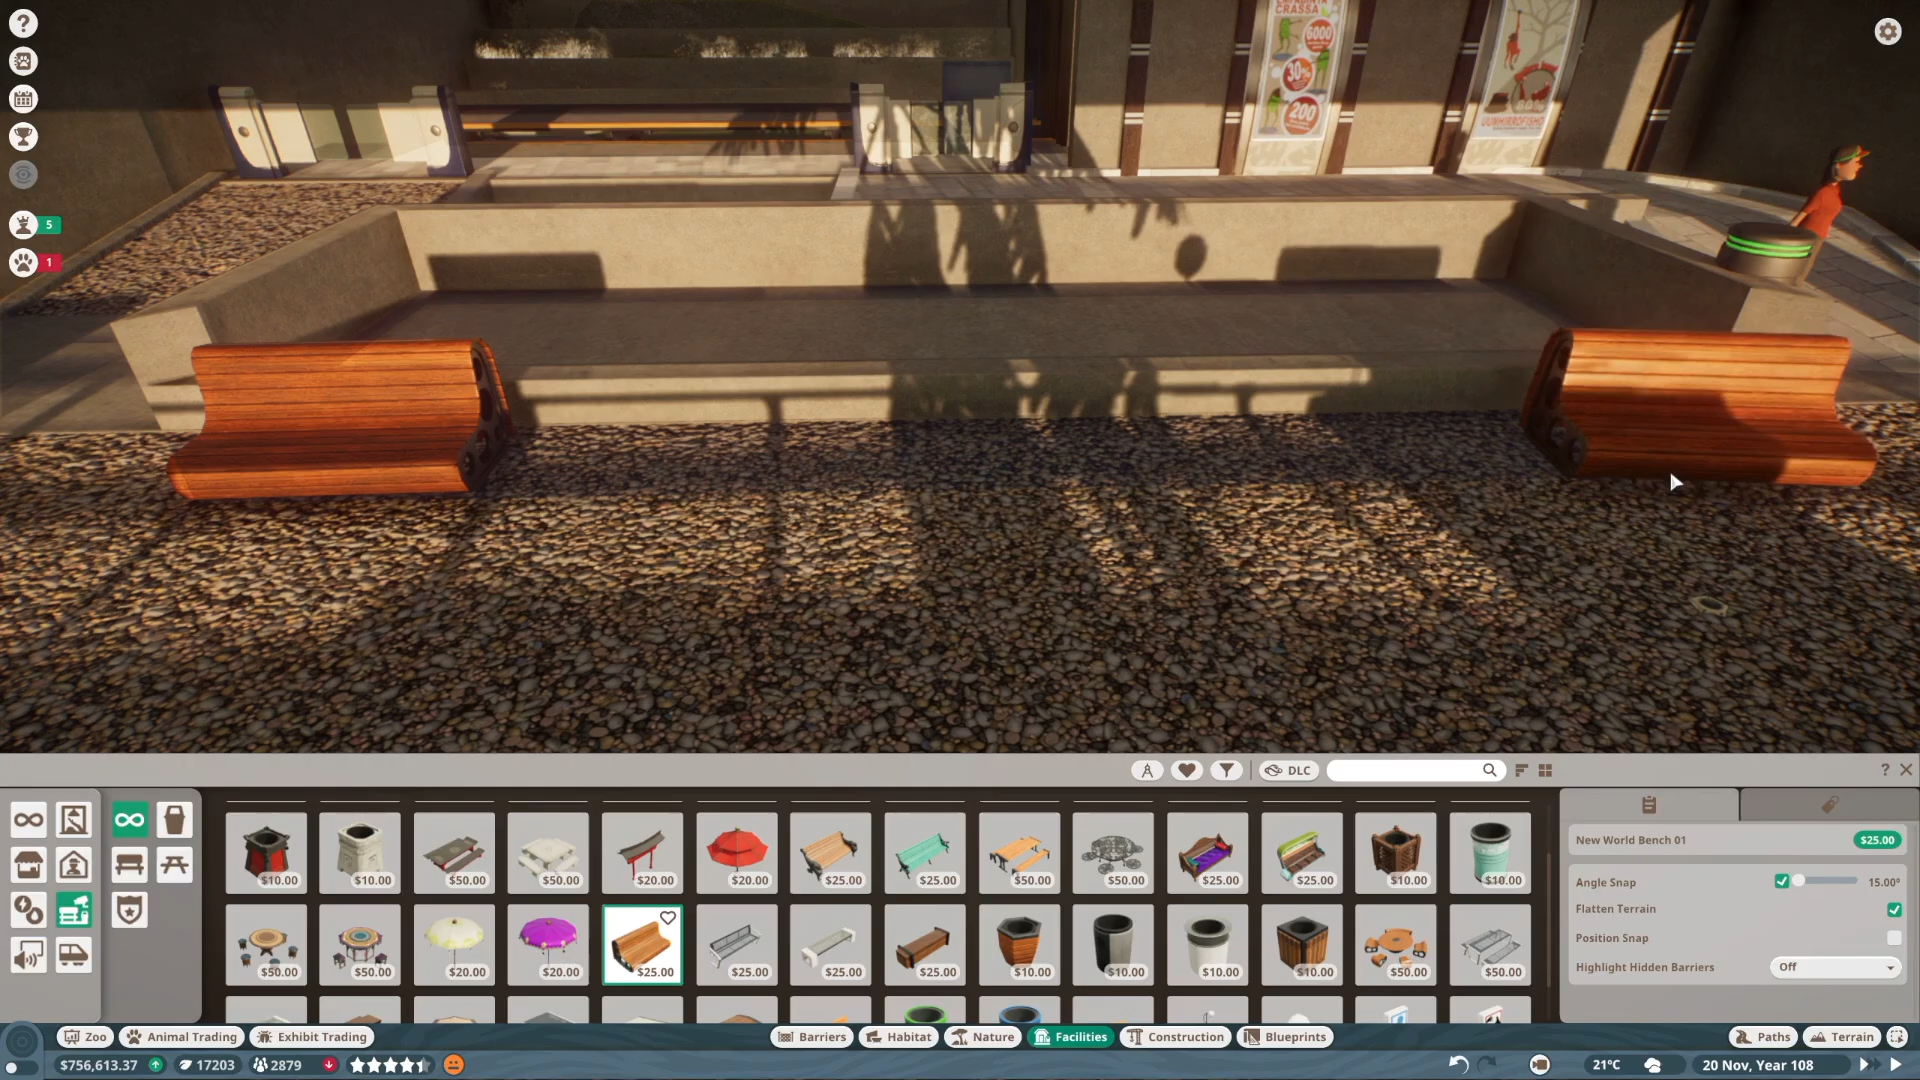 CRASSA
6000
30%
200
80%
5
1
DLC
$10.00
$10.00
$50.00
$50.00
$20.00
$20.00
$25.00
$25.00
$50.00
$50.00
$25.00
$25.00
$10.00
$10.00
$50.00
$50.00
$20.00
$20.00
$25.00
$25.00
$25.00
$25.00
$10.00
$10.00
$10.00
$10.00
$50.00
$50.00
New World Bench 01
$25.00
Angle Snap
15.00°
Flatten Terrain
Position Snap
Highlight Hidden Barriers
Off
Zoo
Animal Trading
Exhibit Trading
Barriers
Habitat
Nature
Facilities
Construction
Blueprints
Paths
Terrain
$756,613.37
17203
2879
21°C
20 Nov, Year 108